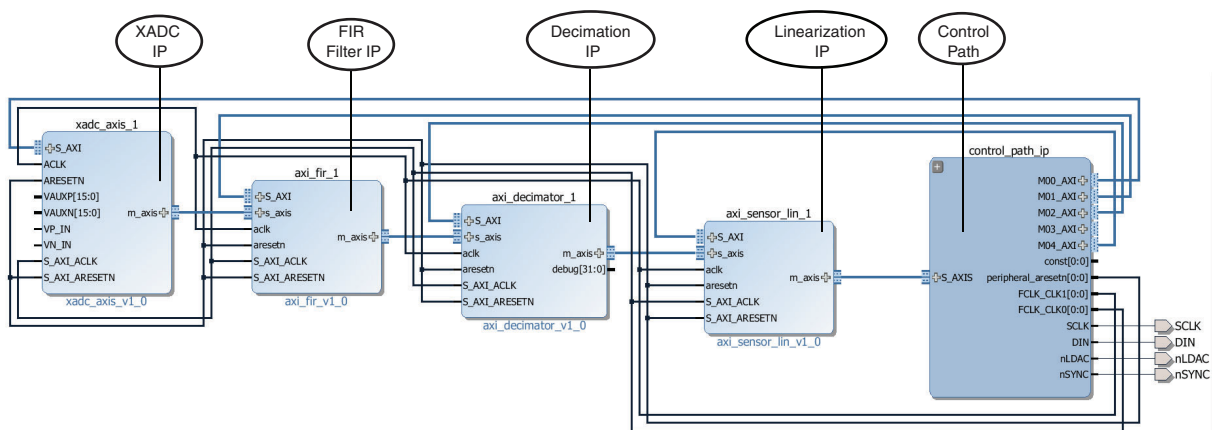 XADC
IP
FIR
Filter IP
Decimation
IP
Linearization
IP
Control
Path
xadc_axis_1
S_AXI
ACLK
ARESETN
VAUXP[15:0]
VAUXN[15:0]
VP_IN
VN_IN
S_AXI_ACLK
S_AXI_ARESETN
m_axis
xadc_axis_v1_0
axi_fir_1
S_AXI
s_axis
aclk
aresetn
S_AXI_ACLK
S_AXI_ARESETN
m_axis
axi_fir_v1_0
axi_decimator_1
S_AXI
s_axis
aclk
aresetn
S_AXI_ACLK
S_AXI_ARESETN
m_axis
debug[31:0]
axi_decimator_v1_0
axi_sensor_lin_1
S_AXI
s_axis
aclk
aresetn
S_AXI_ACLK
S_AXI_ARESETN
m_axis
axi_sensor_lin_v1_0
control_path_ip
S_AXIS
M00_AXI
M01_AXI
M02_AXI
M03_AXI
M04_AXI
const[0:0]
peripheral_aresetn[0:0]
FCLK_CLK1[0:0]
FCLK_CLK0[0:0]
SCLK
DIN
nLDAC
nSYNC
SCLK
DIN
nLDAC
nSYNC